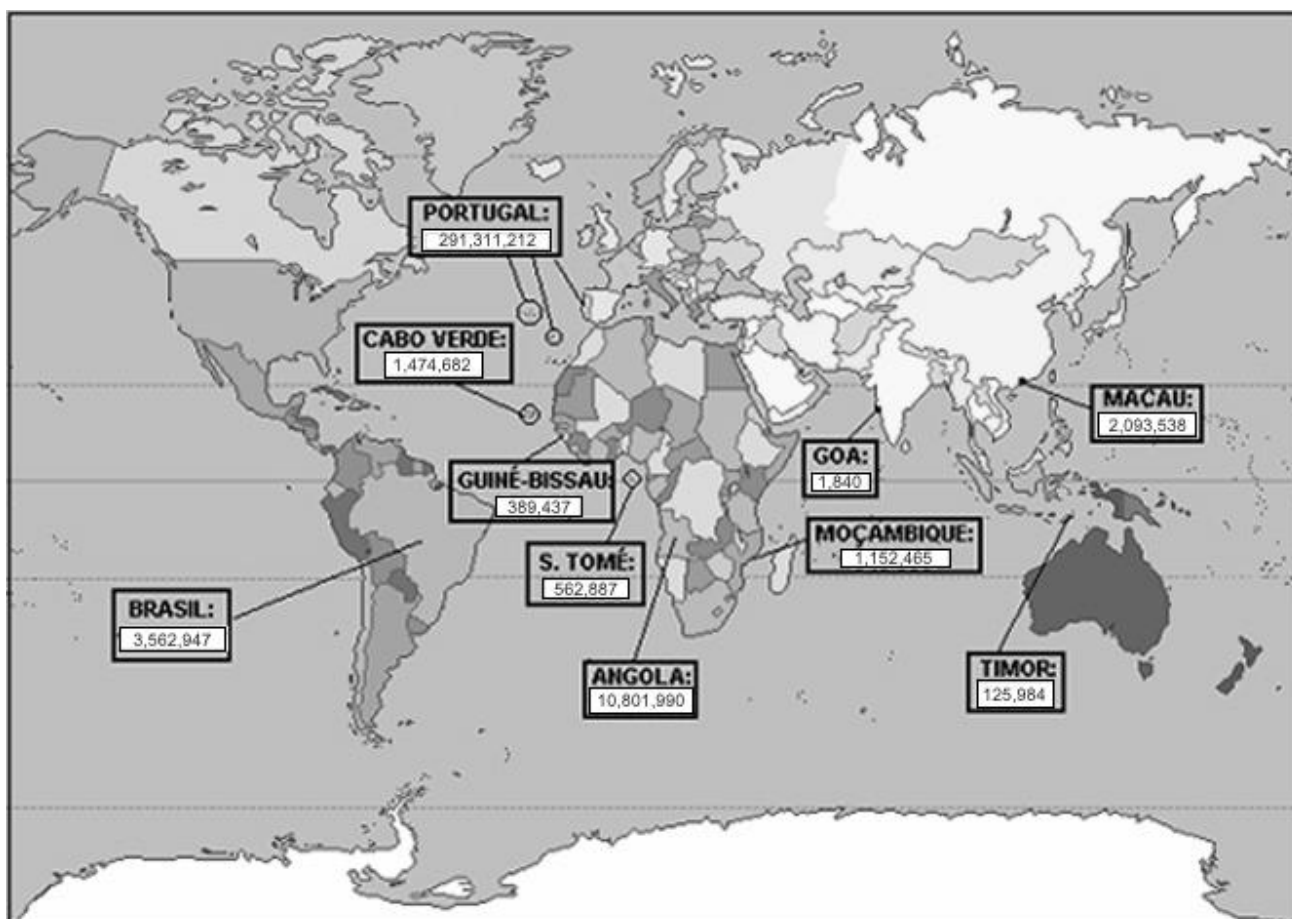 PORTUGAL:
291,311,212
CABO VERDE:
1,474,682
MACAU:
2,093,538
GOA:
1,840
GUINÉ-BISSAU:
389,437
MOÇAMBIQUE:
1,152,465
S. TOMÉ:
562,887
BRASIL:
3,562,947
ANGOLA:
10,801,990
TIMOR:
125,984